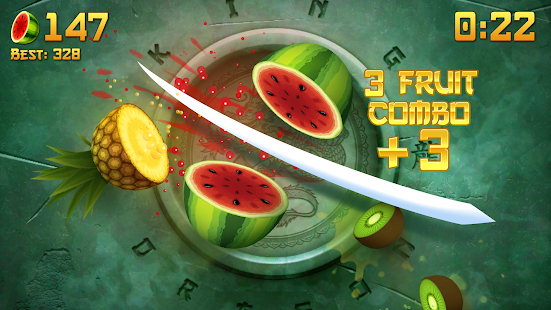 147
BEST: 328
0:22
3 FRUIT
COMBO
+3
K I N G
D R A